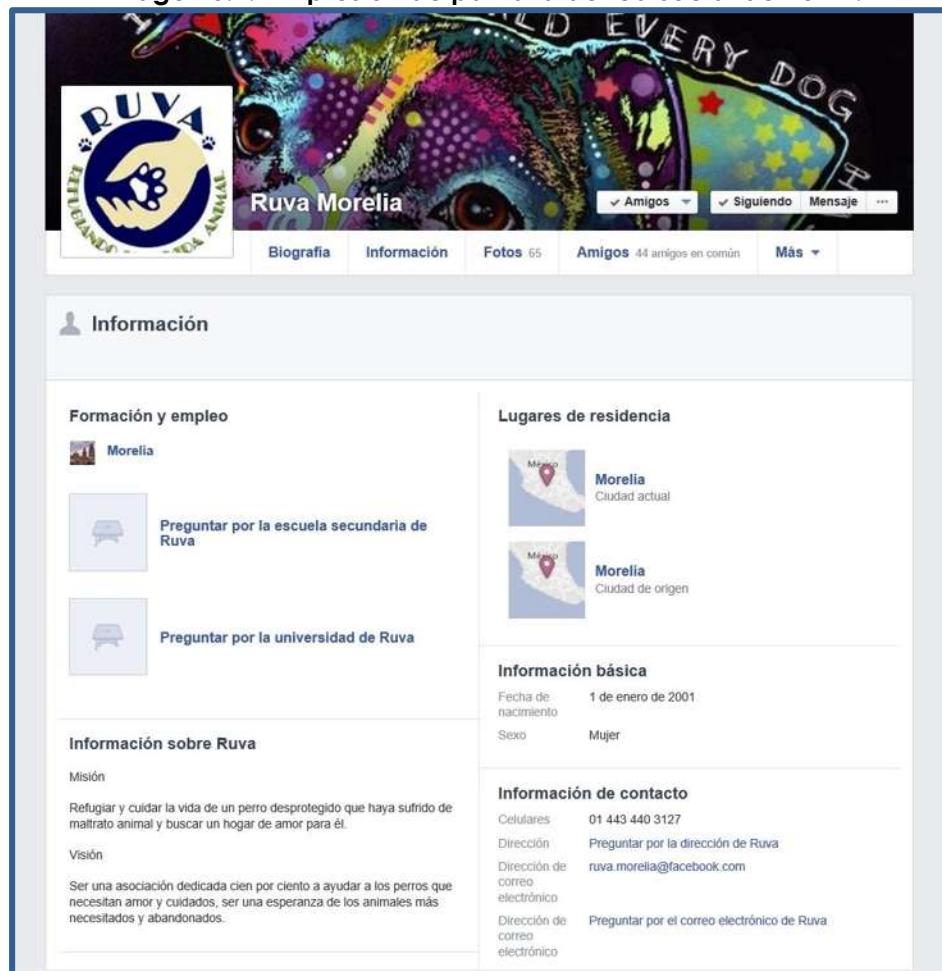 EVERY DOG
RUVA
REFUGIANDO VIDA ANIMAL
Ruva Morelia
Amigos
Siguiendo
Mensaje
...
Biografía
Información
Fotos 65
Amigos 44 amigos en común
Más
Información
Formación y empleo
Morelia
Preguntar por la escuela secundaria de
Ruva
Preguntar por la universidad de Ruva
Información sobre Ruva
Misión
Refugiar y cuidar la vida de un perro desprotegido que haya sufrido de
maltrato animal y buscar un hogar de amor para él.
Visión
Ser una asociación dedicada cien por ciento a ayudar a los perros que
necesitan amor y cuidados, ser una esperanza de los animales más
necesitados y abandonados.
Lugares de residencia
México
Morelia
Ciudad actual
México
Morelia
Ciudad de origen
Información básica
Fecha de
nacimiento
1 de enero de 2001
Sexo
Mujer
Información de contacto
Celulares
01 443 440 3127
Dirección
Preguntar por la dirección de Ruva
Dirección de
correo
electrónico
ruva.morelia@facebook.com
Dirección de
correo
electrónico
Preguntar por el correo electrónico de Ruva